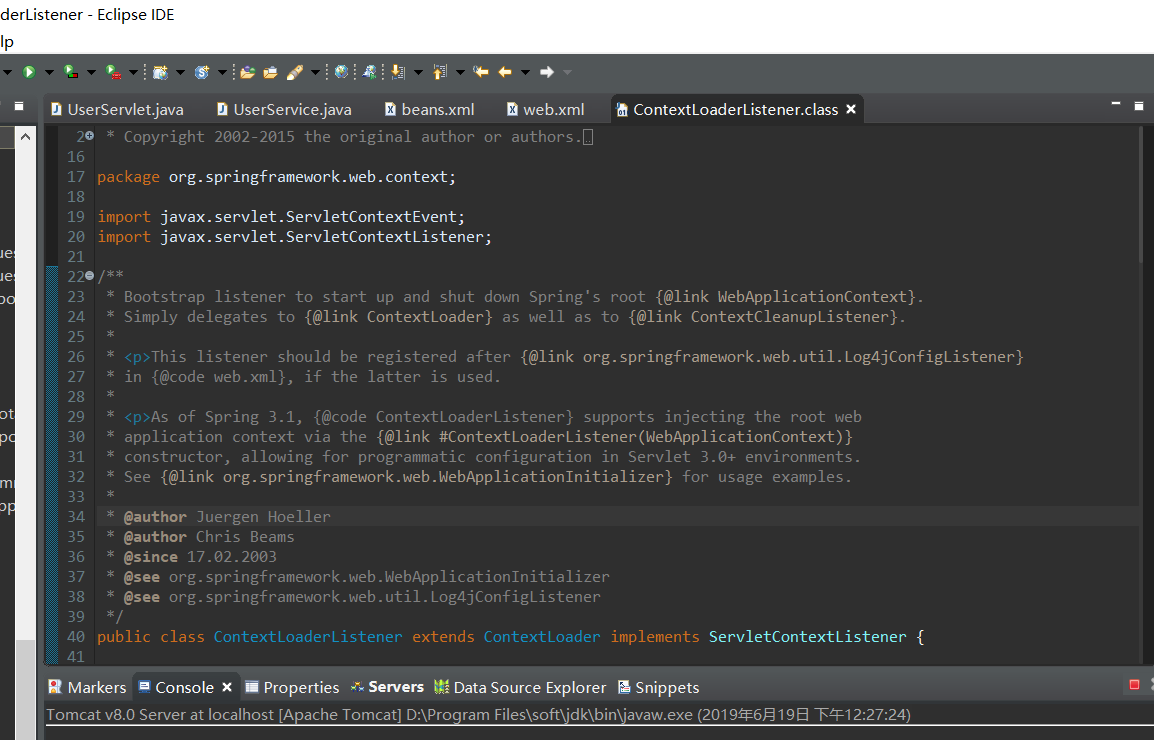 derListener - Eclipse IDE
lp
UserServlet.java UserService.java beans.xml web.xml ContextLoaderListener.class
2 * Copyright 2002-2015 the original author or authors.
16
17 package org.springframework.web.context;
18
19 import javax.servlet.ServletContextEvent;
20 import javax.servlet.ServletContextListener;
21
22 /**
23 * Bootstrap listener to start up and shut down Spring's root {@link WebApplicationContext}.
24 * Simply delegates to {@link ContextLoader} as well as to {@link ContextCleanupListener}.
25 *
26 * <p>This listener should be registered after {@link org.springframework.web.util.Log4jConfigListener}
27 * in {@code web.xml}, if the latter is used.
28 *
29 * <p>As of Spring 3.1, {@code ContextLoaderListener} supports injecting the root web
30 * application context via the {@link #ContextLoaderListener(WebApplicationContext)}
31 * constructor, allowing for programmatic configuration in Servlet 3.0+ environments.
32 * See {@link org.springframework.web.WebApplicationInitializer} for usage examples.
33 *
34 * @author Juergen Hoeller
35 * @author Chris Beams
36 * @since 17.02.2003
37 * @see org.springframework.web.WebApplicationInitializer
38 * @see org.springframework.web.util.Log4jConfigListener
39 */
40 public class ContextLoaderListener extends ContextLoader implements ServletContextListener {
41
Markers Console Properties Servers Data Source Explorer Snippets
Tomcat v8.0 Server at localhost [Apache Tomcat] D:\Program Files\soft\jdk\bin\javaw.exe (2019年6月19日 下午12:27:24)